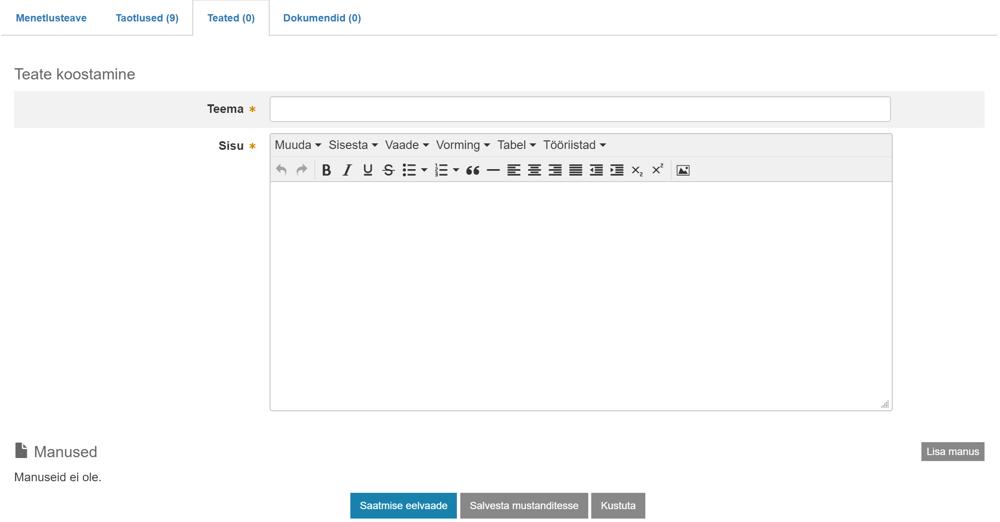 Menetlusteave Taotlused (9) Teated (0) Dokumendid (0)
Teate koostamine
Teema *
Sisu *
Muuda Sisesta Vaade Vorming Tabel Tööriistad
Manused
Lisa manus
Manuseid ei ole.
Saatmise eelvaade Salvesta mustanditesse Kustuta